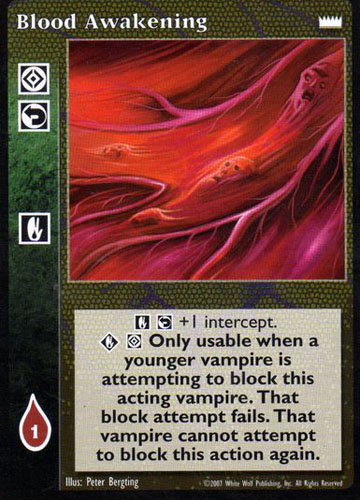 Blood Awakening
+1 intercept.
Only usable when a
younger vampire is
attempting to block this
acting vampire. That
block attempt fails. That
vampire cannot attempt
to block this action again.
1
Illus: Peter Bergting
©2007 White Wolf Publishing, Inc. All Rights Reserved